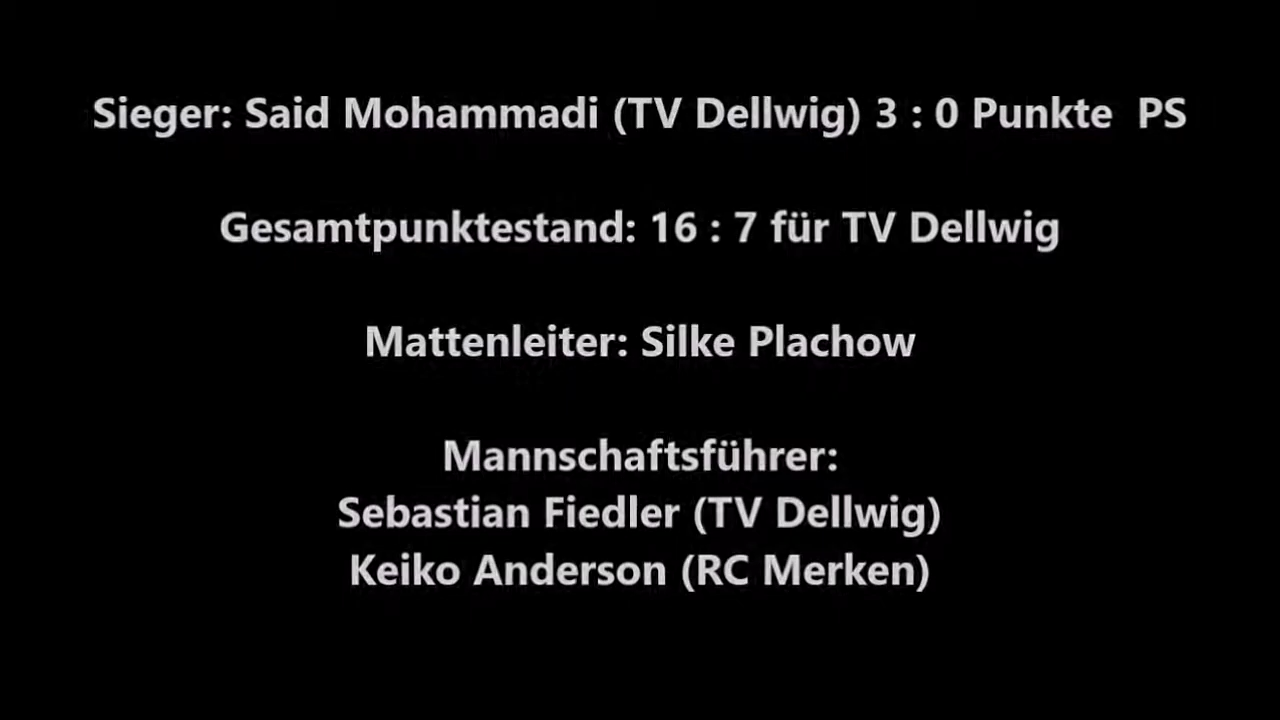 Sieger: Said Mohammadi (TV Dellwig) 3 : 0 Punkte  PS
Gesamtpunktestand: 16 : 7 für TV Dellwig
Mattenleiter: Silke Plachow
Mannschaftsführer:
Sebastian Fiedler (TV Dellwig)
Keiko Anderson (RC Merken)